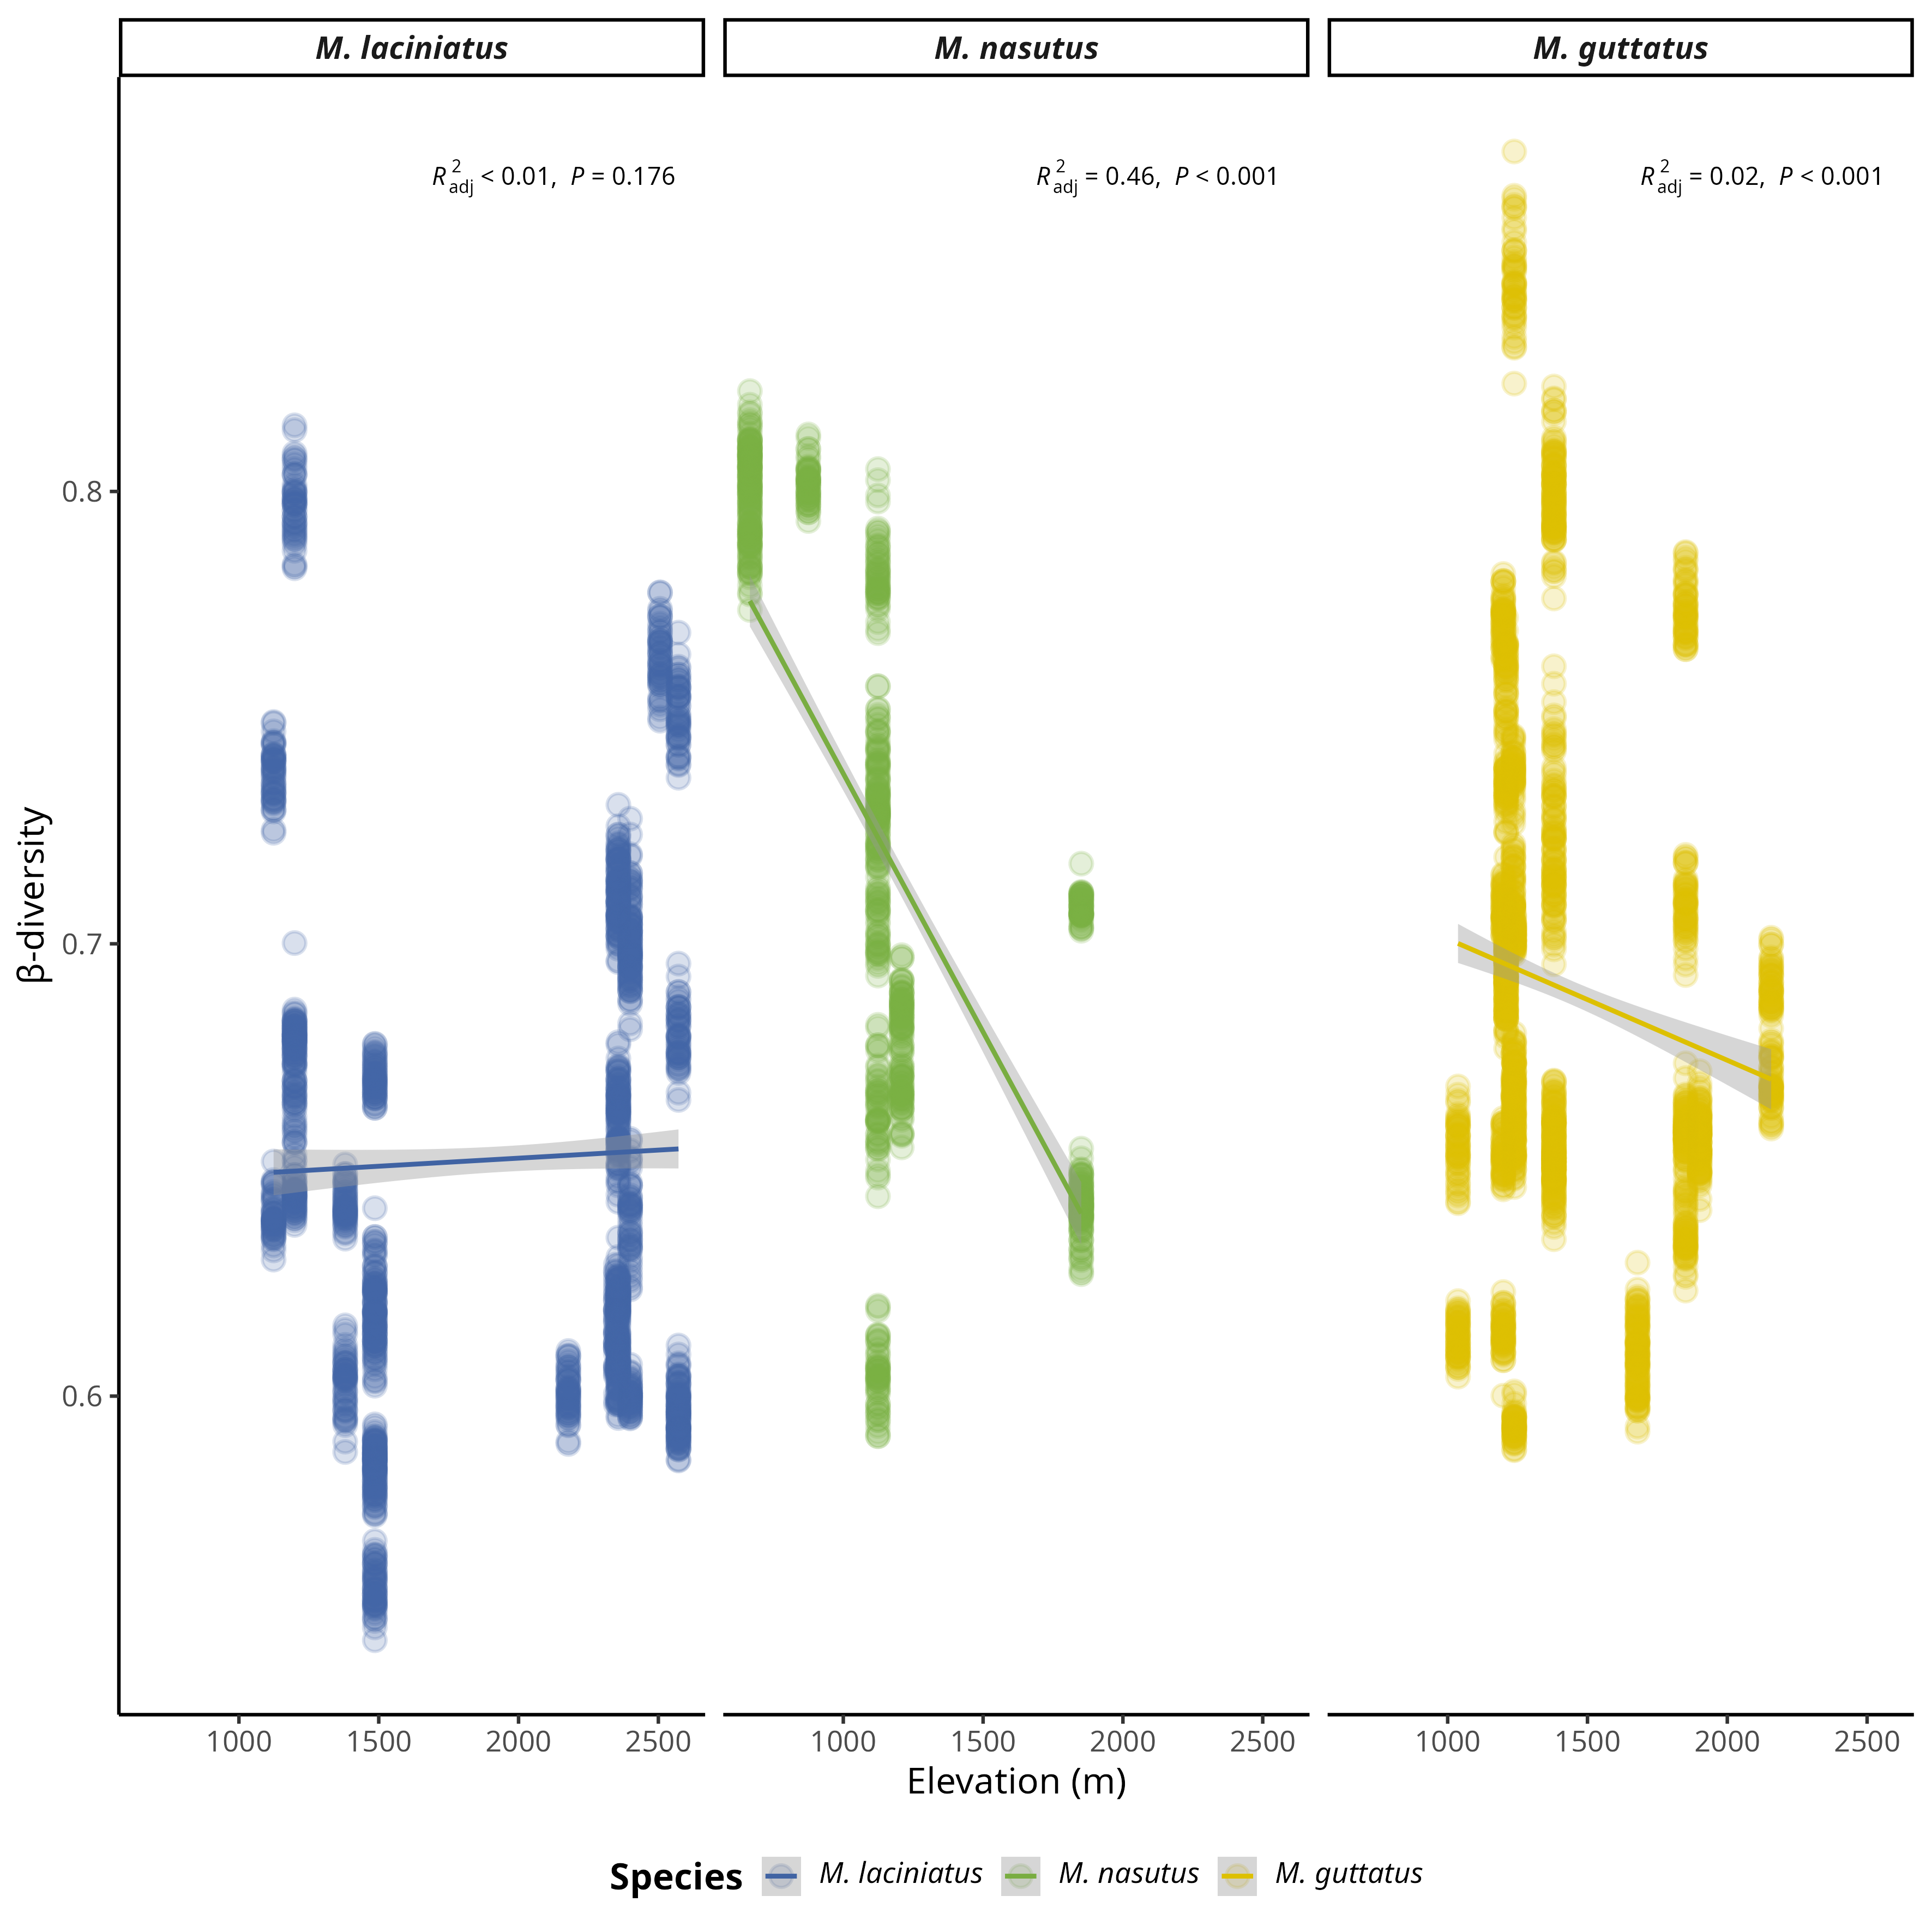 M. laciniatus M. nasutus M. guttatus
R²adj < 0.01, P = 0.176 R²adj = 0.46, P < 0.001 R²adj = 0.02, P < 0.001
0.8
0.7
0.6
β-diversity
1000 1500 2000 2500 1000 1500 2000 2500 1000 1500 2000 2500
Elevation (m)
Species M. laciniatus M. nasutus M. guttatus